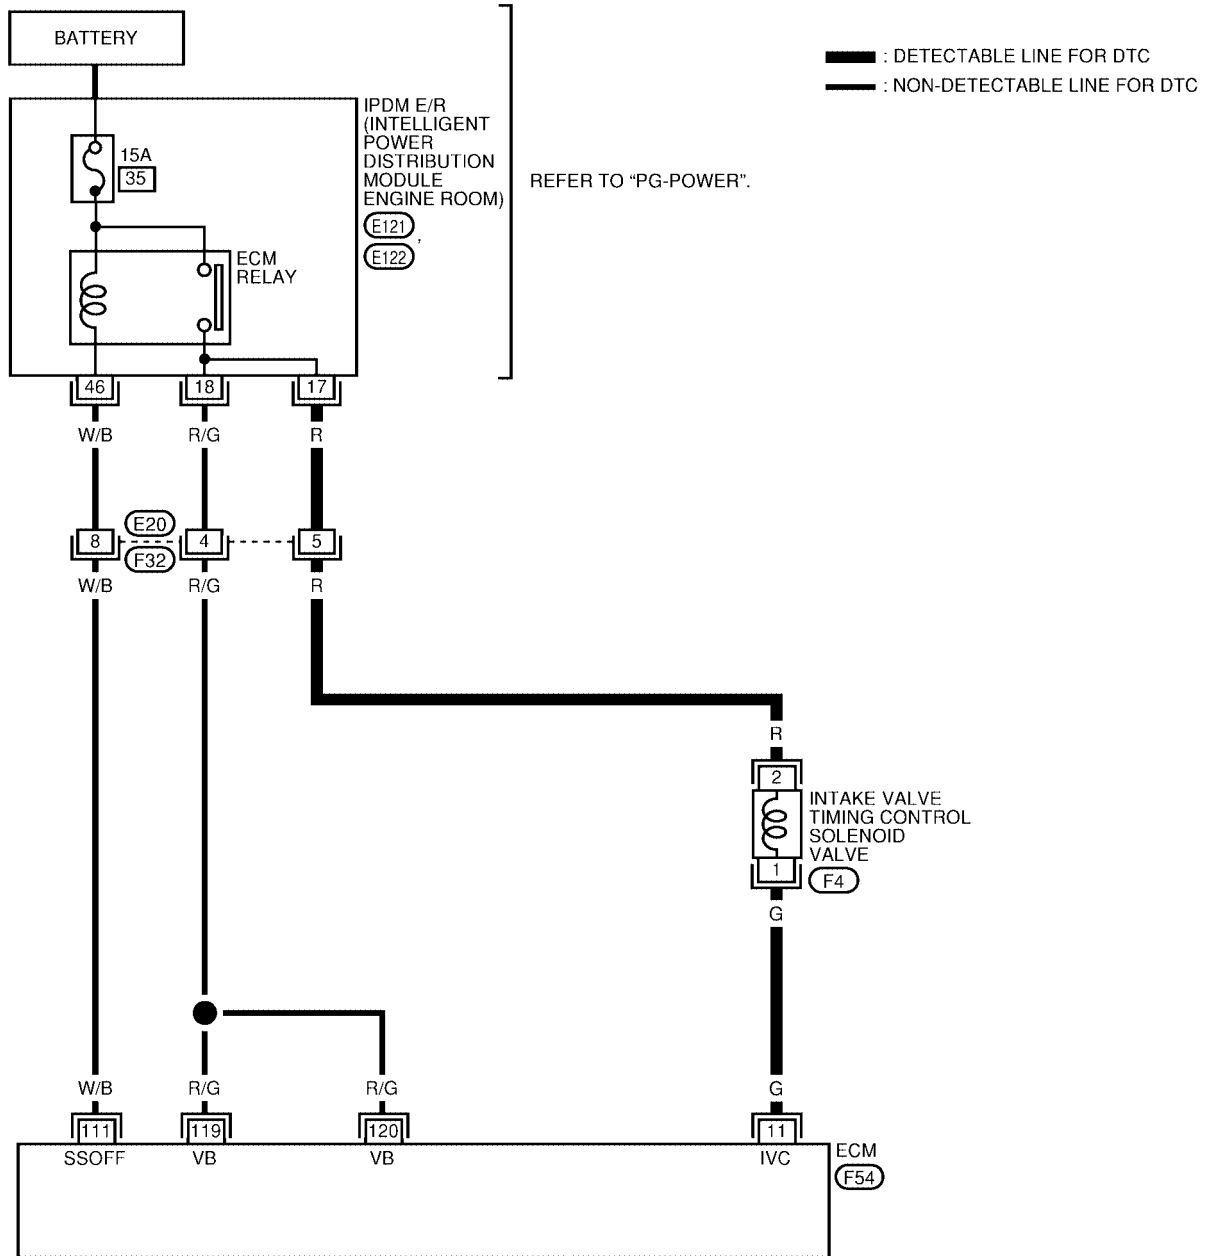 BATTERY
: DETECTABLE LINE FOR DTC
: NON-DETECTABLE LINE FOR DTC
IPDM E/R
(INTELLIGENT
POWER
DISTRIBUTION
MODULE
ENGINE ROOM)
E121 ,
E122
REFER TO “PG-POWER”.
15A
35
ECM
RELAY
46 18 17
W/B R/G R
E20
8 4 5
F32
W/B R/G R
R
2
INTAKE VALVE
TIMING CONTROL
SOLENOID
VALVE
1
F4
G
W/B R/G R/G G
111 119 120 11
SSOFF VB VB IVC
ECM
F54